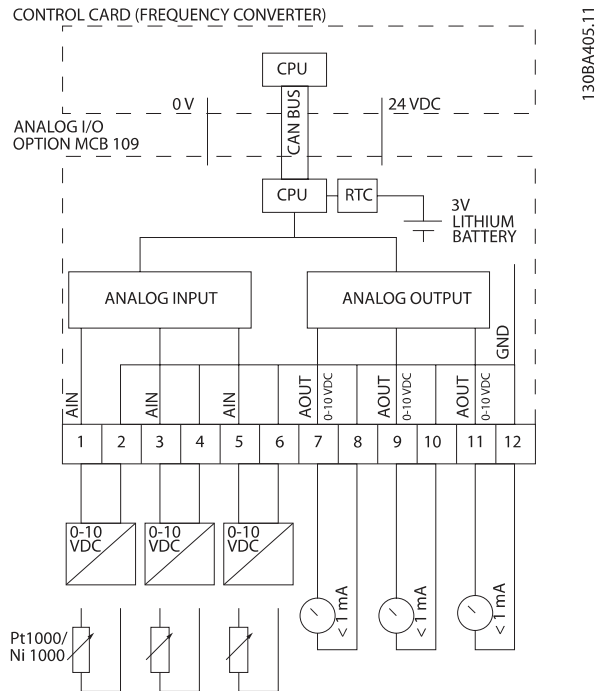 CONTROL CARD (FREQUENCY CONVERTER)
130BA405.11
CPU
0 V
CAN BUS
24 VDC
ANALOG I/O
OPTION MCB 109
CPU
RTC
3V
LITHIUM
BATTERY
ANALOG INPUT
ANALOG OUTPUT
GND
AIN
AIN
AIN
AOUT
0-10 VDC
AOUT
0-10 VDC
AOUT
0-10 VDC
1 2 3 4 5 6 7 8 9 10 11 12
0-10
VDC
0-10
VDC
0-10
VDC
< 1 mA
< 1 mA
< 1 mA
Pt1000/
Ni 1000